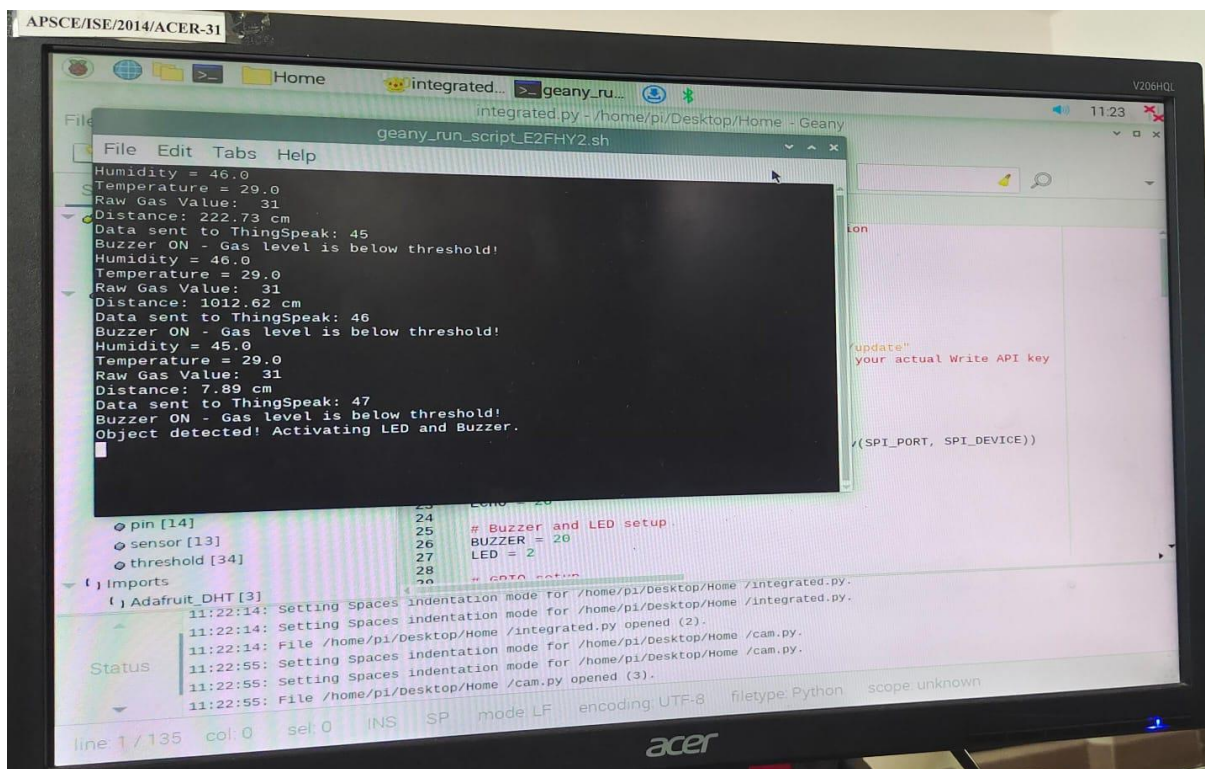 APSCE/ISE/2014/ACER-31
V206HQL
Home
integrated...
geany_ru...
11:23
integrated.py - /home/pi/Desktop/Home - Geany
geany_run_script_E2FHY2.sh
File Edit Tabs Help
Humidity = 46.0
Temperature = 29.0
Raw Gas Value: 31
Distance: 222.73 cm
Data sent to ThingSpeak: 45
Buzzer ON - Gas level is below threshold!
Humidity = 46.0
Temperature = 29.0
Raw Gas Value: 31
Distance: 1012.62 cm
Data sent to ThingSpeak: 46
Buzzer ON - Gas level is below threshold!
Humidity = 45.0
Temperature = 29.0
Raw Gas Value: 31
Distance: 7.89 cm
Data sent to ThingSpeak: 47
Buzzer ON - Gas level is below threshold!
Object detected! Activating LED and Buzzer.
ion
update"
your actual Write API key
(SPI_PORT, SPI_DEVICE))
24
25 # Buzzer and LED setup
26 BUZZER = 20
27 LED = 2
28
pin [14]
sensor [13]
threshold [34]
Imports
Adafruit_DHT [3]
Status
11:22:14: Setting Spaces indentation mode for /home/pi/Desktop/Home /integrated.py.
11:22:14: Setting Spaces indentation mode for /home/pi/Desktop/Home /integrated.py.
11:22:14: File /home/pi/Desktop/Home /integrated.py opened (2).
11:22:55: Setting Spaces indentation mode for /home/pi/Desktop/Home /cam.py.
11:22:55: Setting Spaces indentation mode for /home/pi/Desktop/Home /cam.py.
11:22:55: File /home/pi/Desktop/Home /cam.py opened (3).
line: 1 / 135 col: 0 sel: 0 INS SP mode: LF encoding: UTF-8 filetype: Python scope: unknown
acer